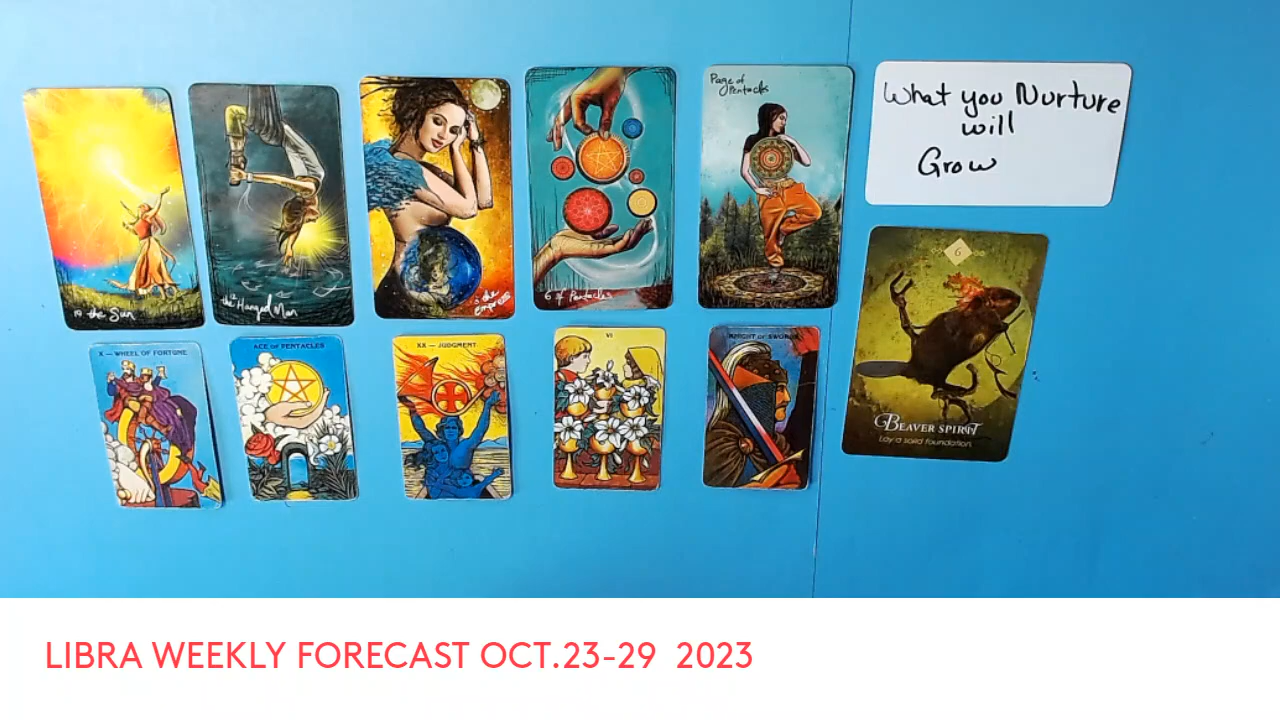 19 the Sun
the Hanged Man
3 the
empress
6 of Pentacles
Page of
Pentacles
What you Nurture
will
Grow
X — WHEEL OF FORTUNE
ACE OF PENTACLES
XX — JUDGMENT
VI
KNIGHT OF SWORDS
6
BEAVER SPIRIT
Lay a solid foundation.
LIBRA WEEKLY FORECAST OCT.23-29 2023